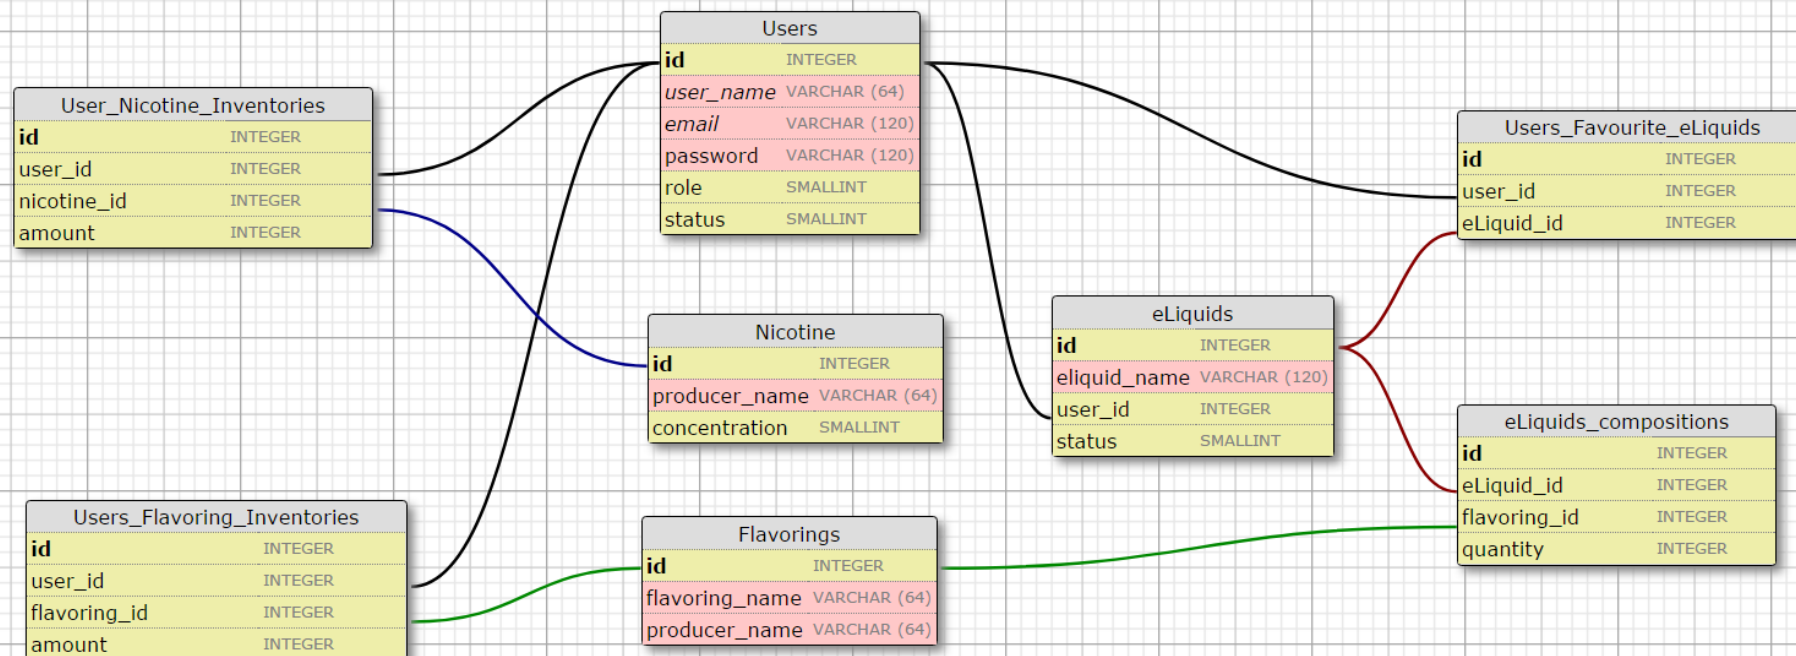 Users
id INTEGER
user_name VARCHAR (64)
email VARCHAR (120)
password VARCHAR (120)
role SMALLINT
status SMALLINT
User_Nicotine_Inventories
id INTEGER
user_id INTEGER
nicotine_id INTEGER
amount INTEGER
Users_Favourite_eLiquids
id INTEGER
user_id INTEGER
eLiquid_id INTEGER
Nicotine
id INTEGER
producer_name VARCHAR (64)
concentration SMALLINT
eLiquids
id INTEGER
eliquid_name VARCHAR (120)
user_id INTEGER
status SMALLINT
eLiquids_compositions
id INTEGER
eLiquid_id INTEGER
flavoring_id INTEGER
quantity INTEGER
Users_Flavoring_Inventories
id INTEGER
user_id INTEGER
flavoring_id INTEGER
amount INTEGER
Flavorings
id INTEGER
flavoring_name VARCHAR (64)
producer_name VARCHAR (64)